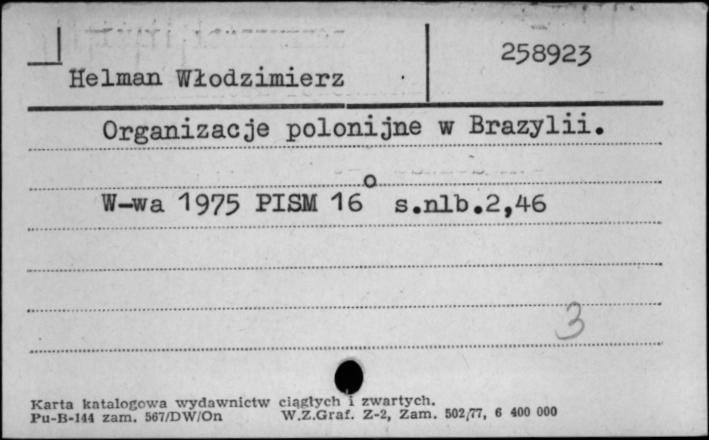 258923
Helman Włodzimierz
Organizacje polonijne w Brazylii.
W-wa 1975 PISM 16° s.nlb.2,46
3
Karta katalogowa wydawnictw ciągłych i zwartych.
Pu-B-144 zam. 567/DW/On W.Z.Graf. Z-2, Zam. 502/77, 6 400 000